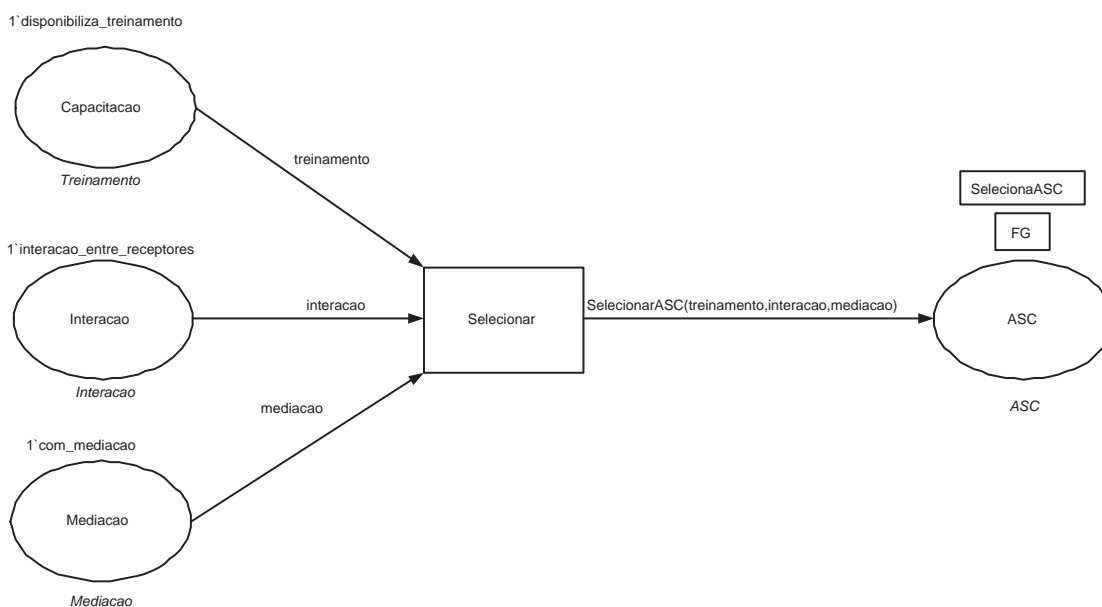 1`disponibiliza_treinamento
Capacitacao
Treinamento
treinamento
1`interacao_entre_receptores
Interacao
Interacao
interacao
1`com_mediacao
Mediacao
Mediacao
mediacao
Selecionar
SelecionarASC(treinamento,interacao,mediacao)
SelecionaASC
FG
ASC
ASC